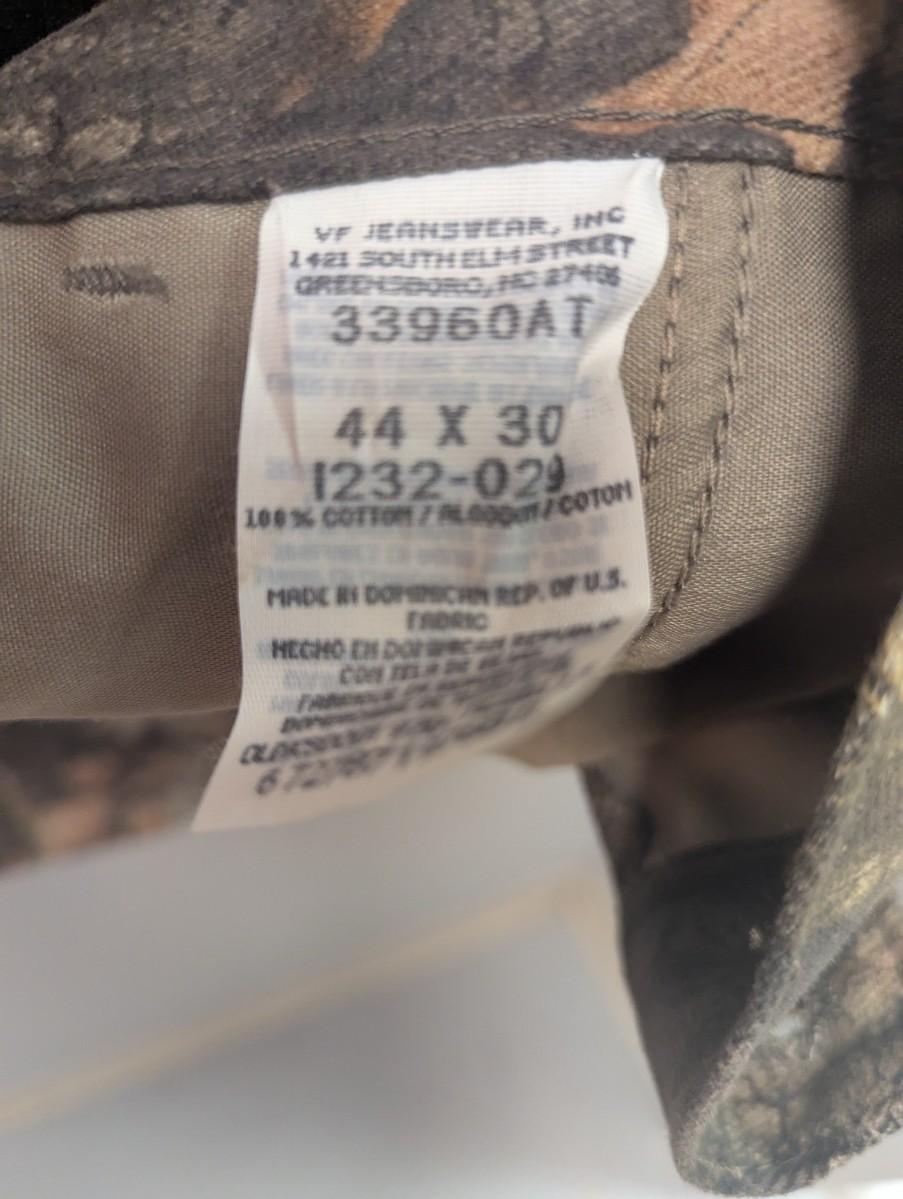 VF JEANSWEAR, INC
1421 SOUTH ELM STREET
GREENSBORO, NC 27406
33960AT
44 X 30
1232-029
100% COTTON / ALGODON / COTON
MADE IN DOMINICAN REP. OF U.S.
FABRIC
HECHO EN DOMINICAN REPUBLIC
CON TELA DE